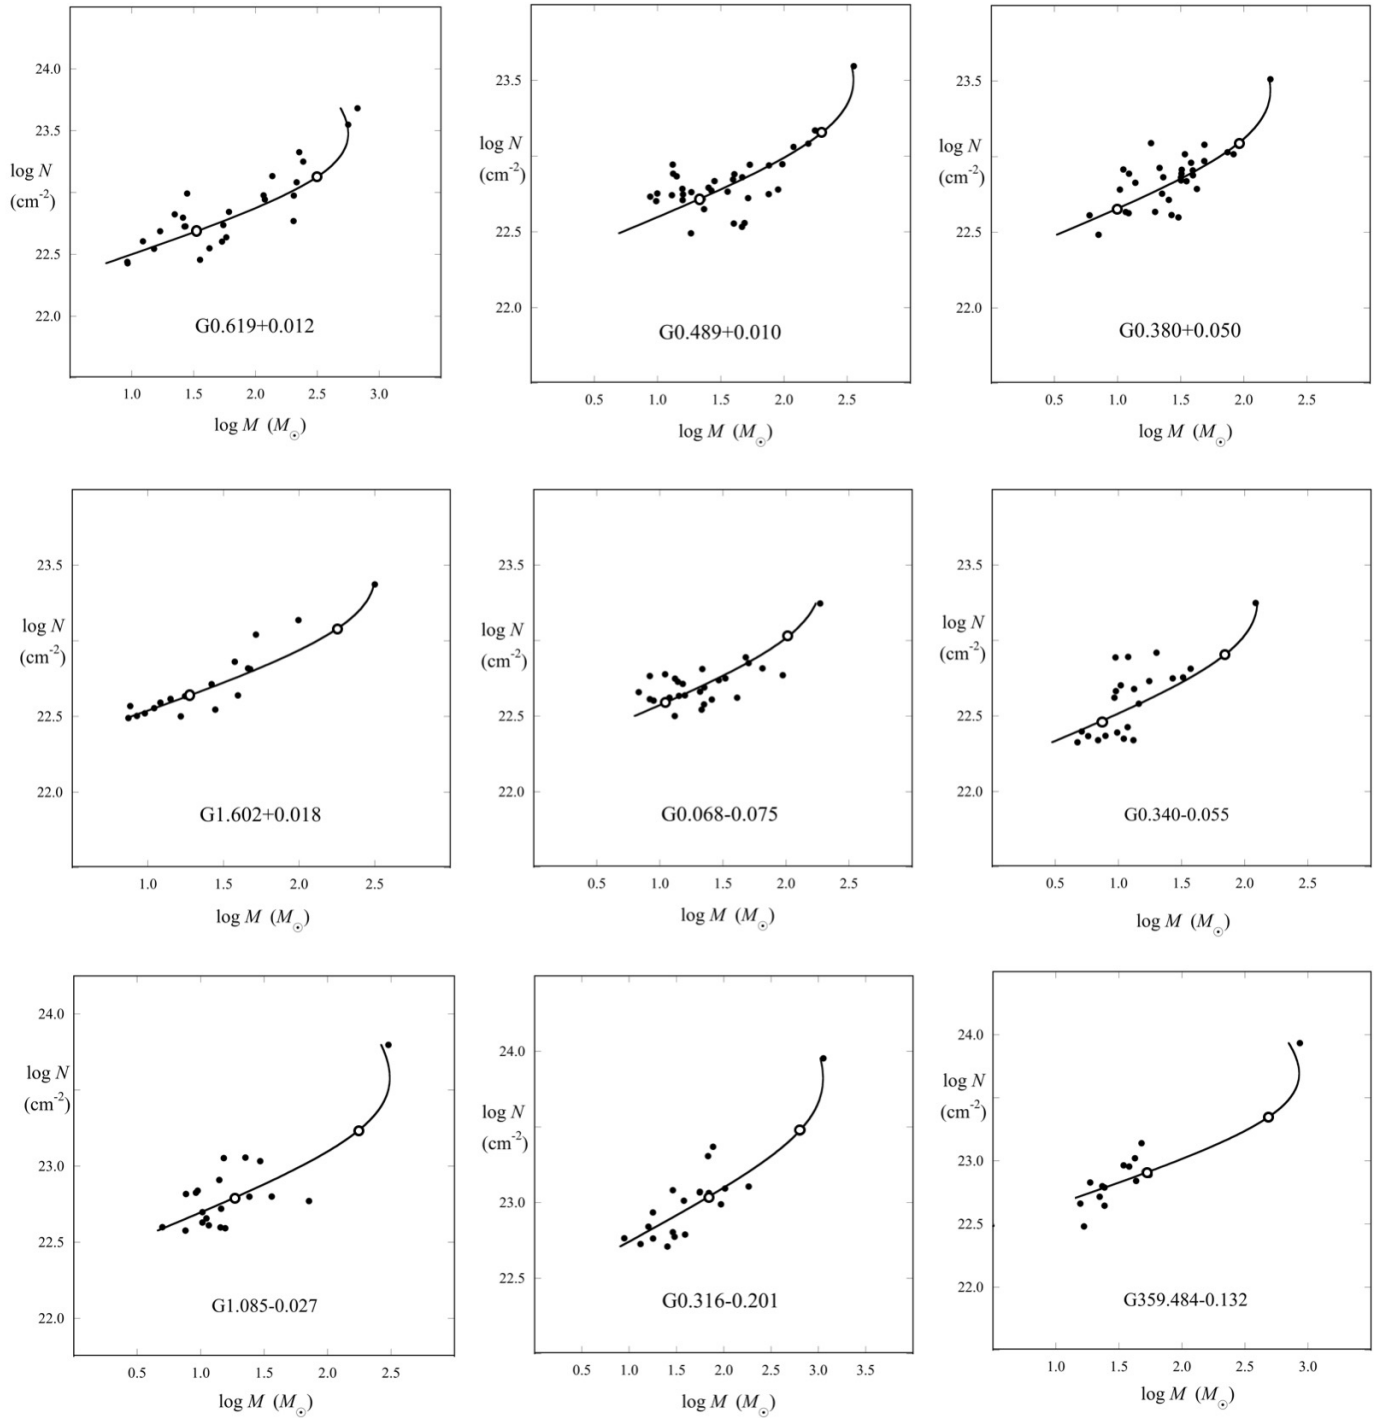 24.0
23.5
log N
(cm-2)
22.5
22.0
G0.619+0.012
1.0 1.5 2.0 2.5 3.0
log M (M☉)
23.5
log N
(cm-2)
22.5
22.0
G0.489+0.010
0.5 1.0 1.5 2.0 2.5
log M (M☉)
23.5
log N
(cm-2)
22.5
22.0
G0.380+0.050
0.5 1.0 1.5 2.0 2.5
log M (M☉)
23.5
log N
(cm-2)
22.5
22.0
G1.602+0.018
1.0 1.5 2.0 2.5
log M (M☉)
23.5
log N
(cm-2)
22.5
22.0
G0.068-0.075
0.5 1.0 1.5 2.0 2.5
log M (M☉)
23.5
log N
(cm-2)
22.5
22.0
G0.340-0.055
0.5 1.0 1.5 2.0 2.5
log M (M☉)
24.0
log N
(cm-2)
23.0
22.5
22.0
G1.085-0.027
0.5 1.0 1.5 2.0 2.5
log M (M☉)
24.0
log N
(cm-2)
23.0
22.5
G0.316-0.201
0.5 1.0 1.5 2.0 2.5 3.0 3.5
log M (M☉)
24.0
log N
(cm-2)
23.0
22.5
22.0
G359.484-0.132
1.0 1.5 2.0 2.5 3.0
log M (M☉)